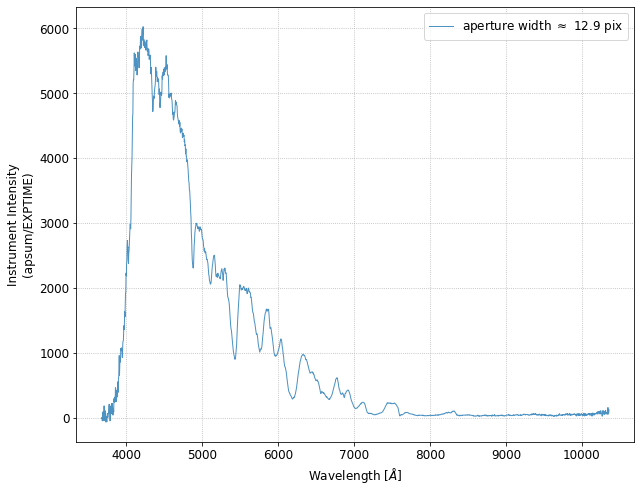 aperture width ≈ 12.9 pix
6000
5000
4000
3000
2000
1000
0
Instrument Intensity
(apsum/EXPTIME)
4000 5000 6000 7000 8000 9000 10000
Wavelength [Å]